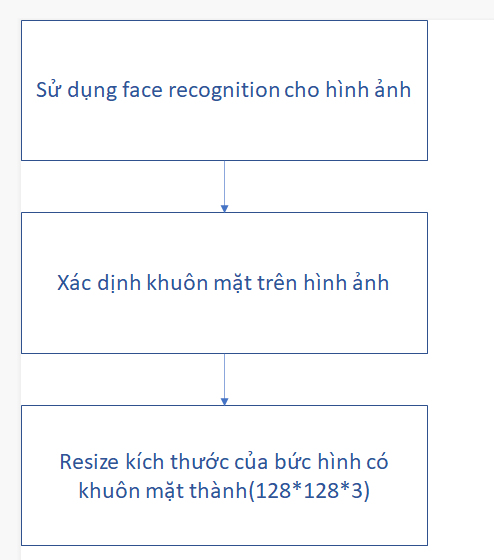 Sử dụng face recognition cho hình ảnh
Xác dịnh khuôn mặt trên hình ảnh
Resize kích thước của bức hình có
khuôn mặt thành(128*128*3)